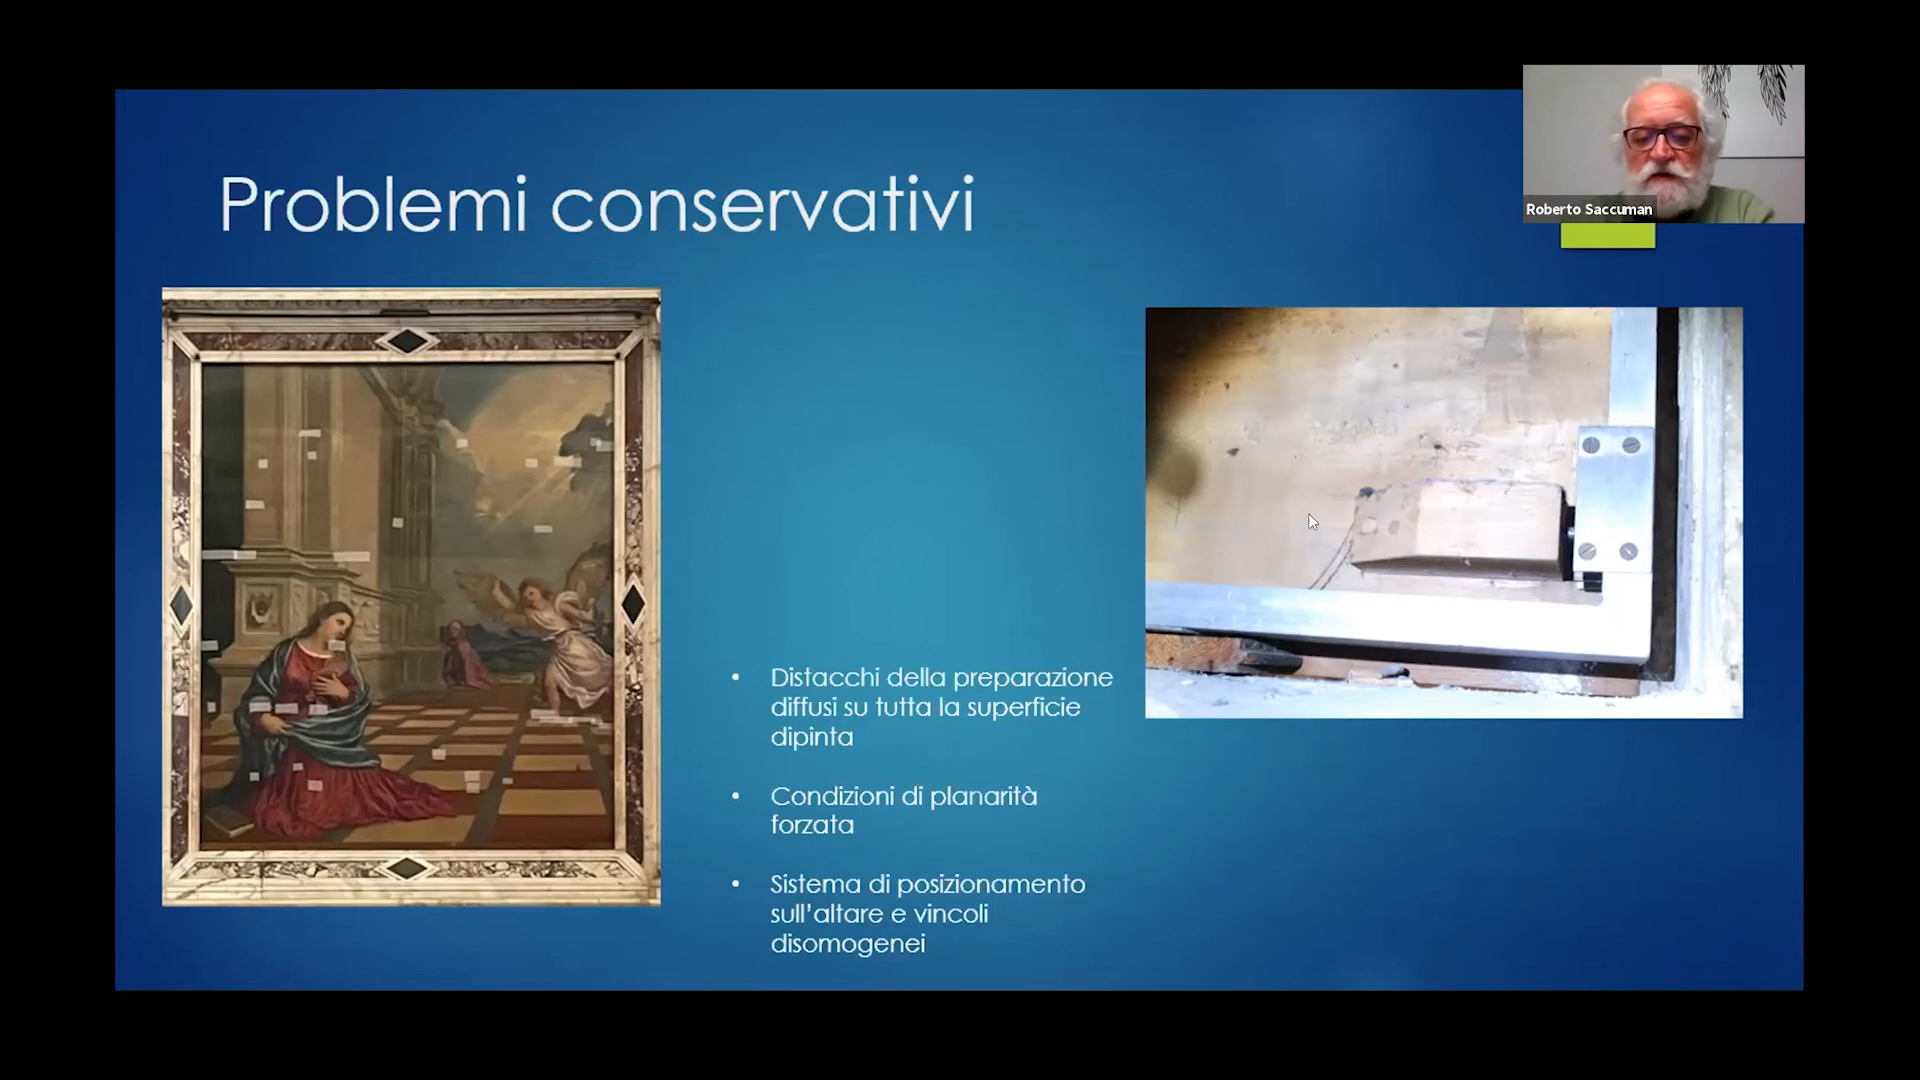 Problemi conservativi
Roberto Saccuman
• Distacchi della preparazione
diffusi su tutta la superficie
dipinta
• Condizioni di planarità
forzata
• Sistema di posizionamento
sull'altare e vincoli
disomogenei